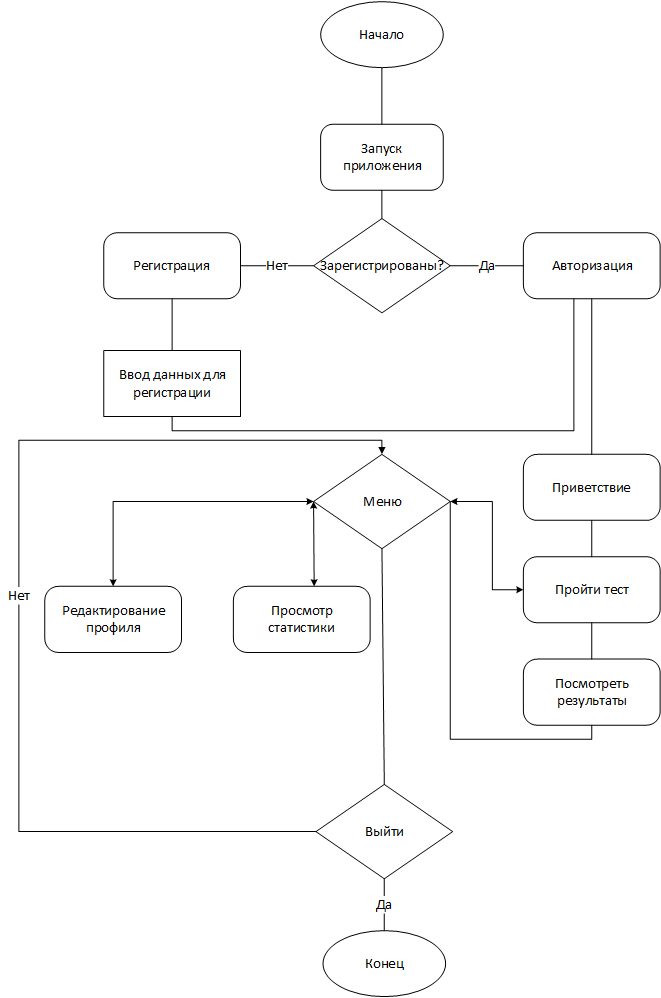 Начало
Запуск
приложения
Регистрация
Нет
Зарегистрированы?
Да
Авторизация
Ввод данных для
регистрации
Приветствие
Меню
Пройти тест
Нет
Редактирование
профиля
Просмотр
статистики
Посмотреть
результаты
Выйти
Да
Конец